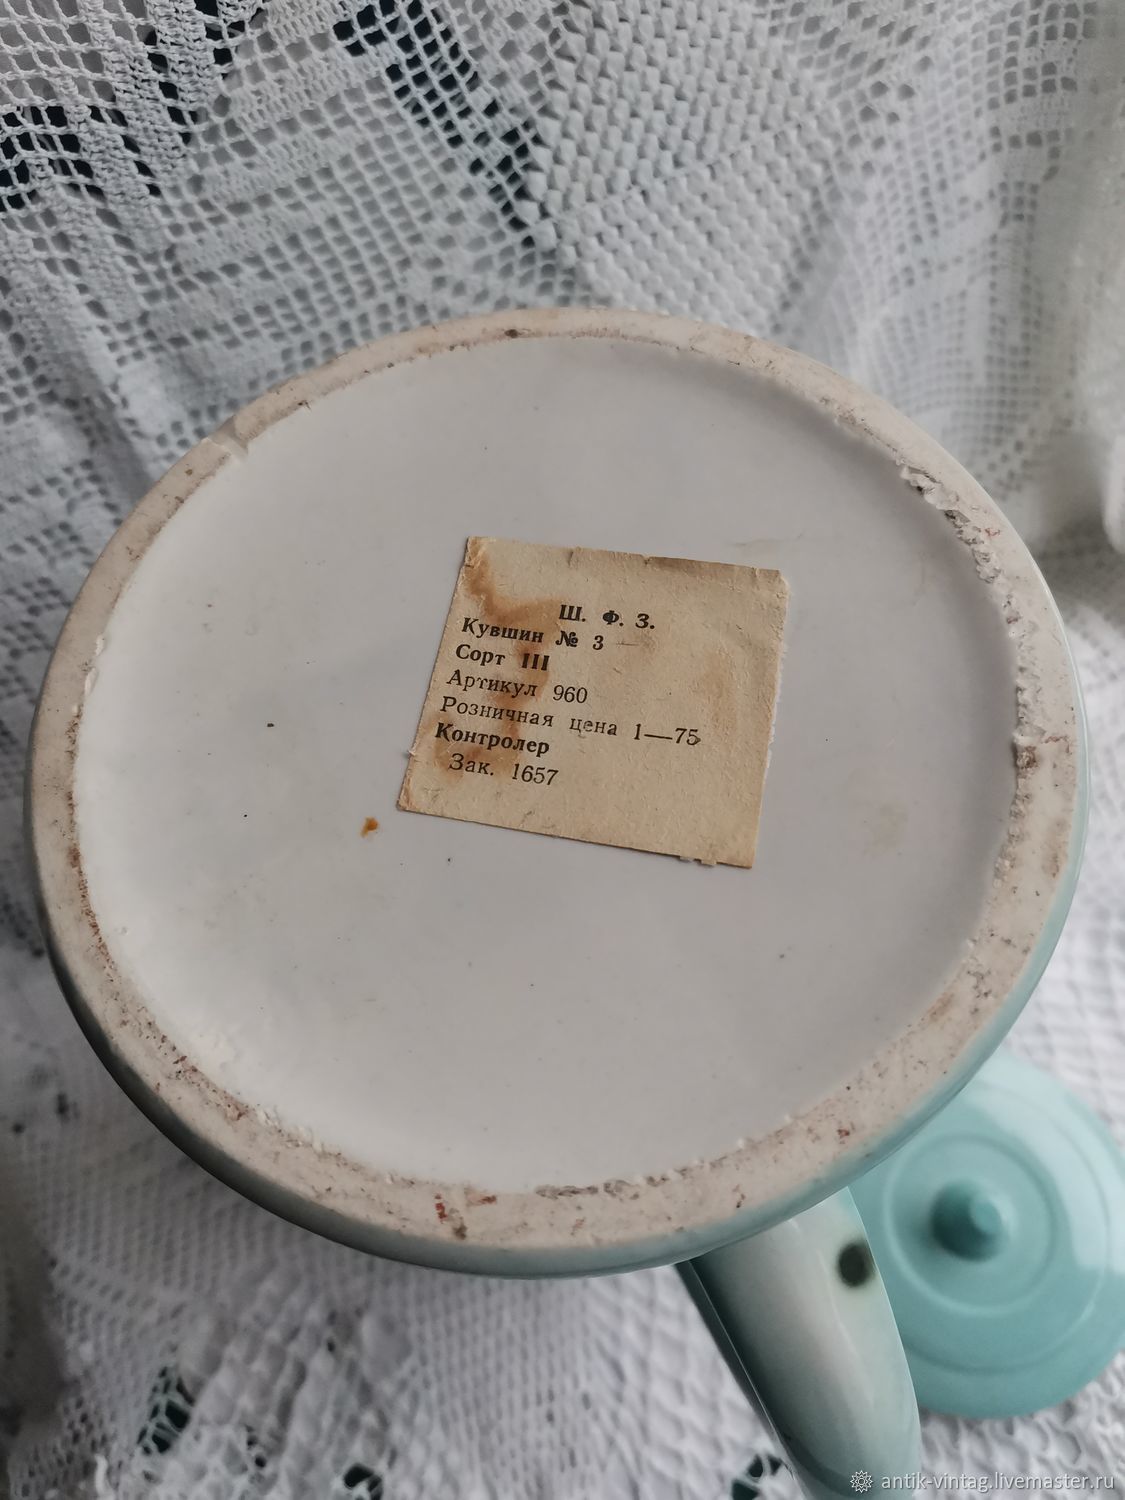 Ш. Ф. З.
Кувшин № 3
Сорт III
Артикул 960
Розничная цена 1—75
Контролер
Зак. 1657
antik-vintag.livemaster.ru